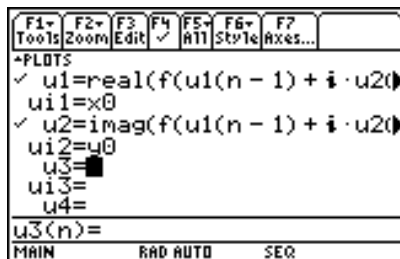 F1▾ F2▾ F3 F4 F5▾ F6▾ F7
Tools Zoom Edit ✓ All Style Axes...
▴PLOTS
✓ u1=real(f(u1(n − 1) + i·u2(▶
ui1=x0
✓ u2=imag(f(u1(n − 1) + i·u2(▶
ui2=y0
u3=
ui3=
u4=
u3(n)=
MAIN RAD AUTO SEQ